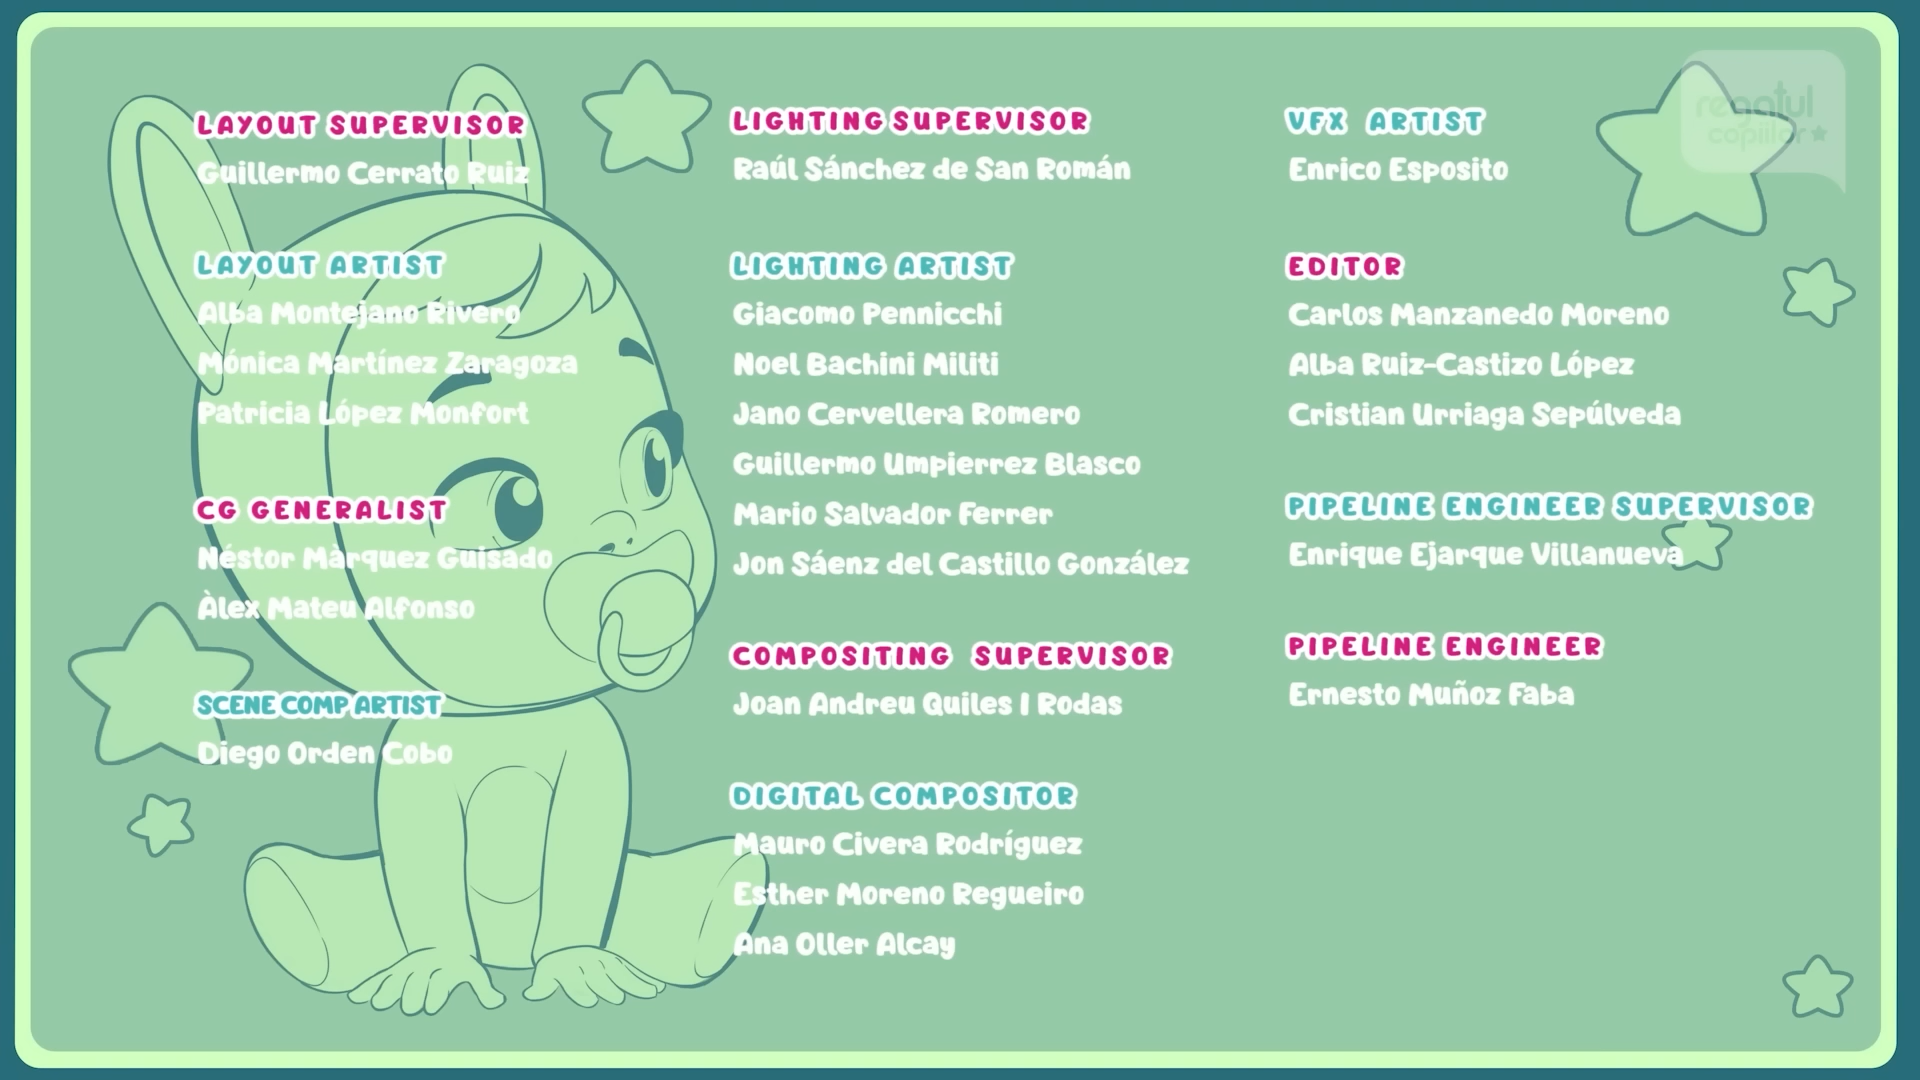 LAYOUT SUPERVISOR
Guillermo Cerrato Ruiz
LAYOUT ARTIST
Alba Montejano Rivero
Mónica Martínez Zaragoza
Patricia López Monfort
CG GENERALIST
Néstor Màrquez Guisado
Àlex Mateu Alfonso
SCENE COMP ARTIST
Diego Orden Cobo
LIGHTING SUPERVISOR
Raúl Sánchez de San Román
LIGHTING ARTIST
Giacomo Pennicchi
Noel Bachini Militi
Jano Cervellera Romero
Guillermo Umpierrez Blasco
Mario Salvador Ferrer
Jon Sáenz del Castillo González
COMPOSITING SUPERVISOR
Joan Andreu Quiles I Rodas
DIGITAL COMPOSITOR
Mauro Civera Rodríguez
Esther Moreno Regueiro
Ana Oller Alcay
VFX ARTIST
Enrico Esposito
EDITOR
Carlos Manzanedo Moreno
Alba Ruiz-Castizo López
Cristian Urriaga Sepúlveda
PIPELINE ENGINEER SUPERVISOR
Enrique Ejarque Villanueva
PIPELINE ENGINEER
Ernesto Muñoz Faba
regatul
copiilor